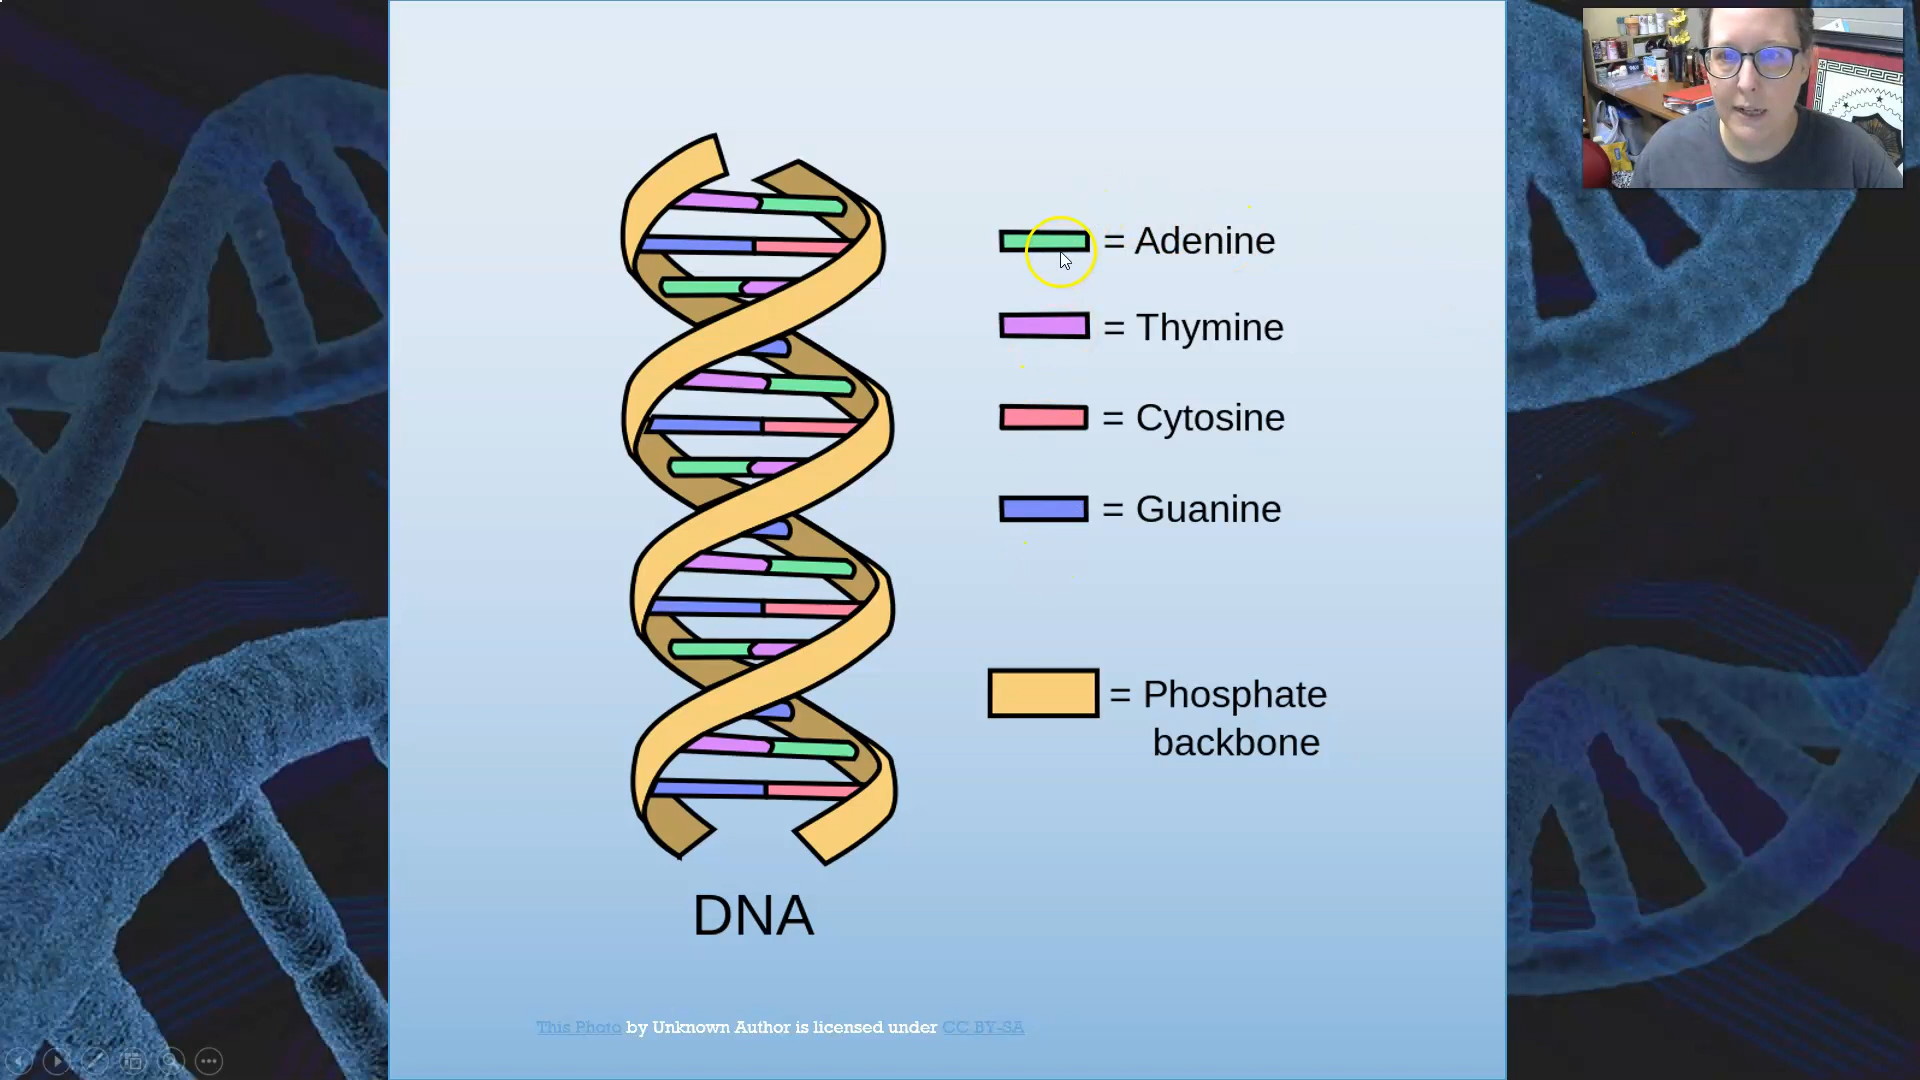 = Adenine
= Thymine
= Cytosine
= Guanine
= Phosphate
backbone
DNA
This Photo by Unknown Author is licensed under CC BY-SA